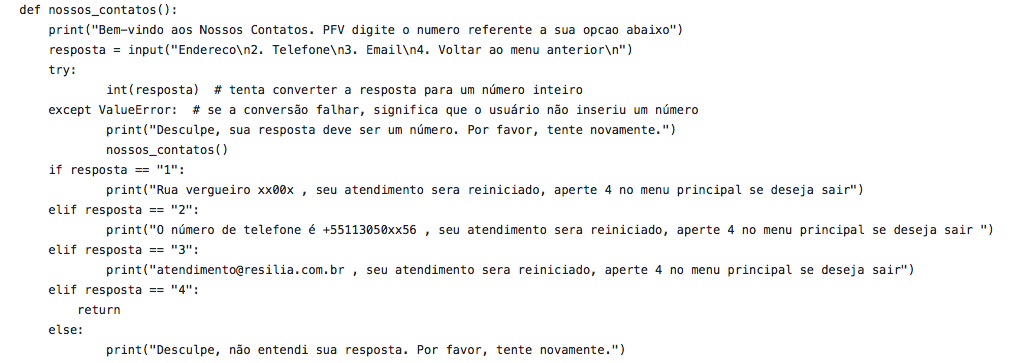 def nossos_contatos():
    print("Bem-vindo aos Nossos Contatos. PFV digite o numero referente a sua opcao abaixo")
    resposta = input("Endereco\n2. Telefone\n3. Email\n4. Voltar ao menu anterior\n")
    try:
            int(resposta)  # tenta converter a resposta para um número inteiro
    except ValueError:  # se a conversão falhar, significa que o usuário não inseriu um número
            print("Desculpe, sua resposta deve ser um número. Por favor, tente novamente.")
            nossos_contatos()
    if resposta == "1":
            print("Rua vergueiro xx00x , seu atendimento sera reiniciado, aperte 4 no menu principal se deseja sair")
    elif resposta == "2":
            print("O número de telefone é +55113050xx56 , seu atendimento sera reiniciado, aperte 4 no menu principal se deseja sair ")
    elif resposta == "3":
            print("atendimento@resilia.com.br , seu atendimento sera reiniciado, aperte 4 no menu principal se deseja sair")
    elif resposta == "4":
        return
    else:
            print("Desculpe, não entendi sua resposta. Por favor, tente novamente.")